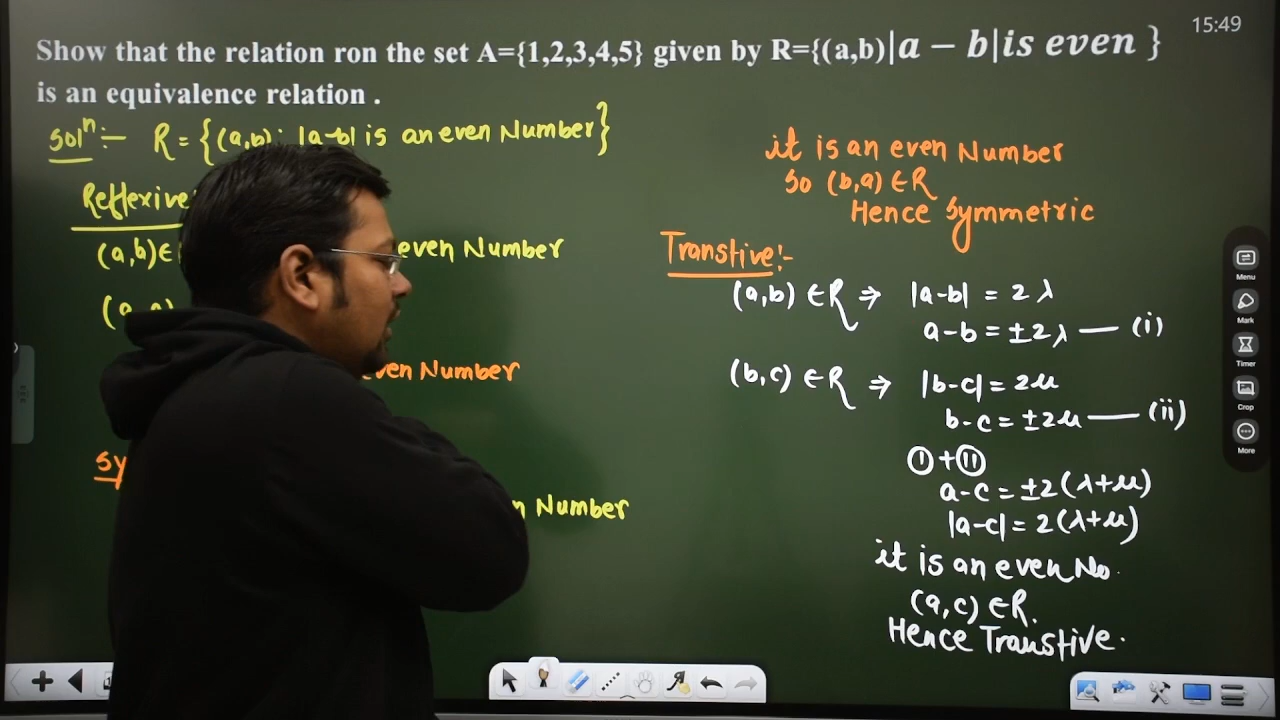 15:49
Show that the relation ron the set A={1,2,3,4,5} given by R={(a,b)|a − b|is even }
is an equivalence relation .
Solⁿ:- R = {(a,b): |a-b| is an even Number}
Reflexive:
(a,b)∈ even Number
even Number
Sy
Number
it is an even Number
So (b,a) ∈R
Hence Symmetric
Transtive:-
(a,b) ∈R ⇒ |a-b| = 2λ
a-b = ±2λ — (i)
(b,c) ∈R ⇒ |b-c| = 2μ
b-c = ±2μ — (ii)
Ⓘ+Ⅱ
a-c = ±2(λ+μ)
|a-c| = 2(λ+μ)
it is an even No.
(a,c) ∈R.
Hence Transtive.
Menu
Mark
Timer
Crop
More